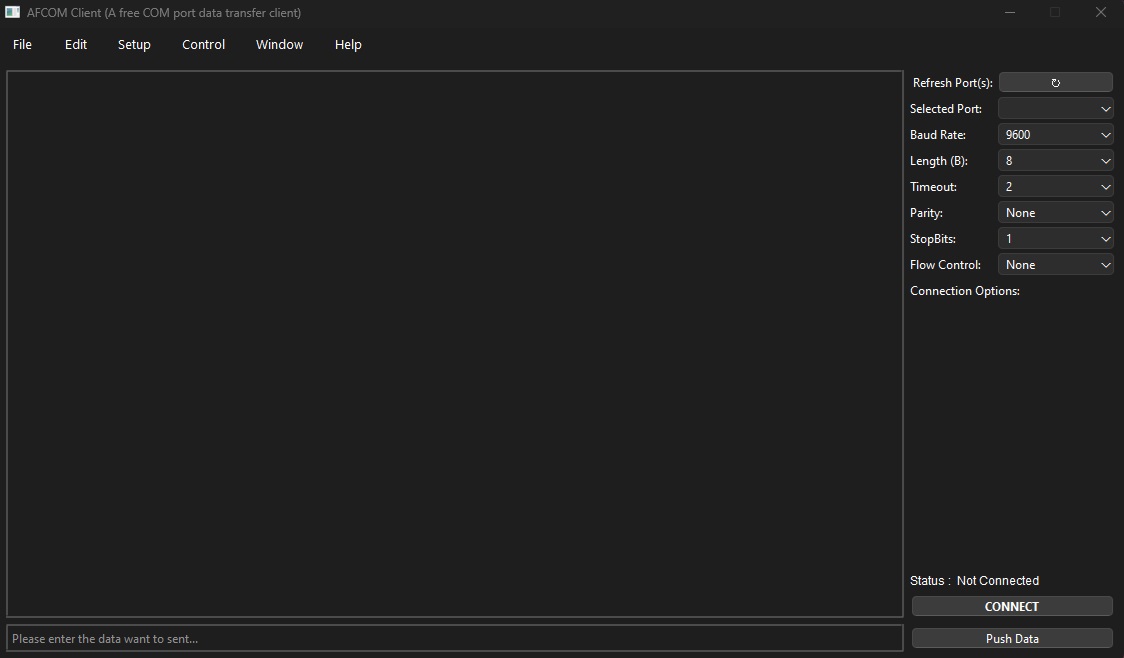 AFCOM Client (A free COM port data transfer client)
File Edit Setup Control Window Help
Refresh Port(s): ↻
Selected Port:
Baud Rate: 9600
Length (B): 8
Timeout: 2
Parity: None
StopBits: 1
Flow Control: None
Connection Options:
Status : Not Connected
CONNECT
Please enter the data want to sent...
Push Data